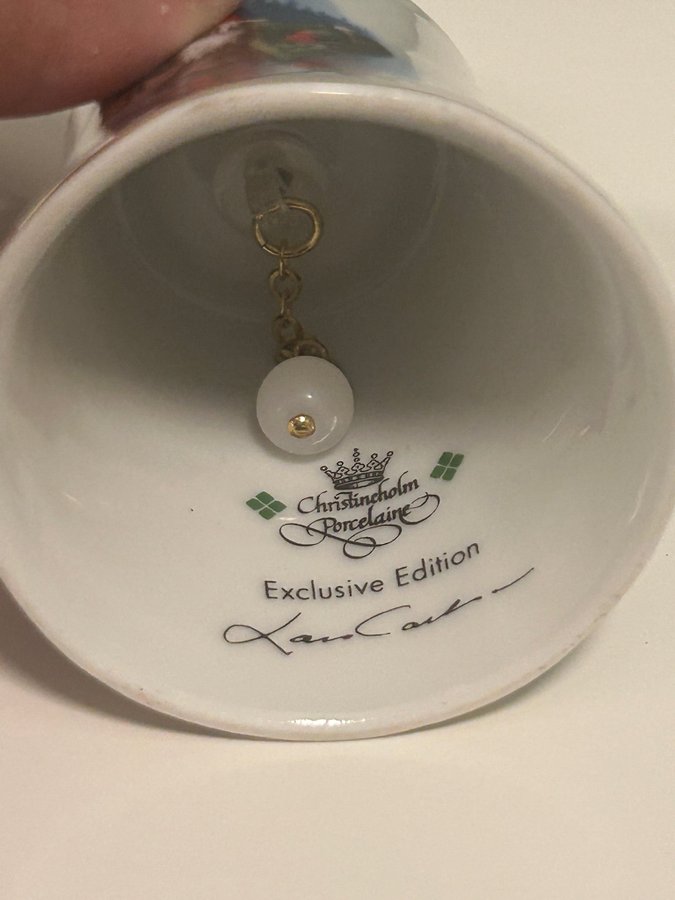 Christineholm
Porcelaine
Exclusive Edition